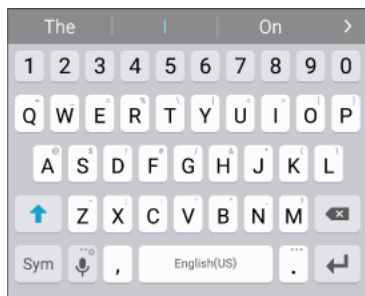 The I On >
1 2 3 4 5 6 7 8 9 0
Q W E R T Y U I O P
A S D F G H J K L
Z X C V B N M
Sym , English(US) .